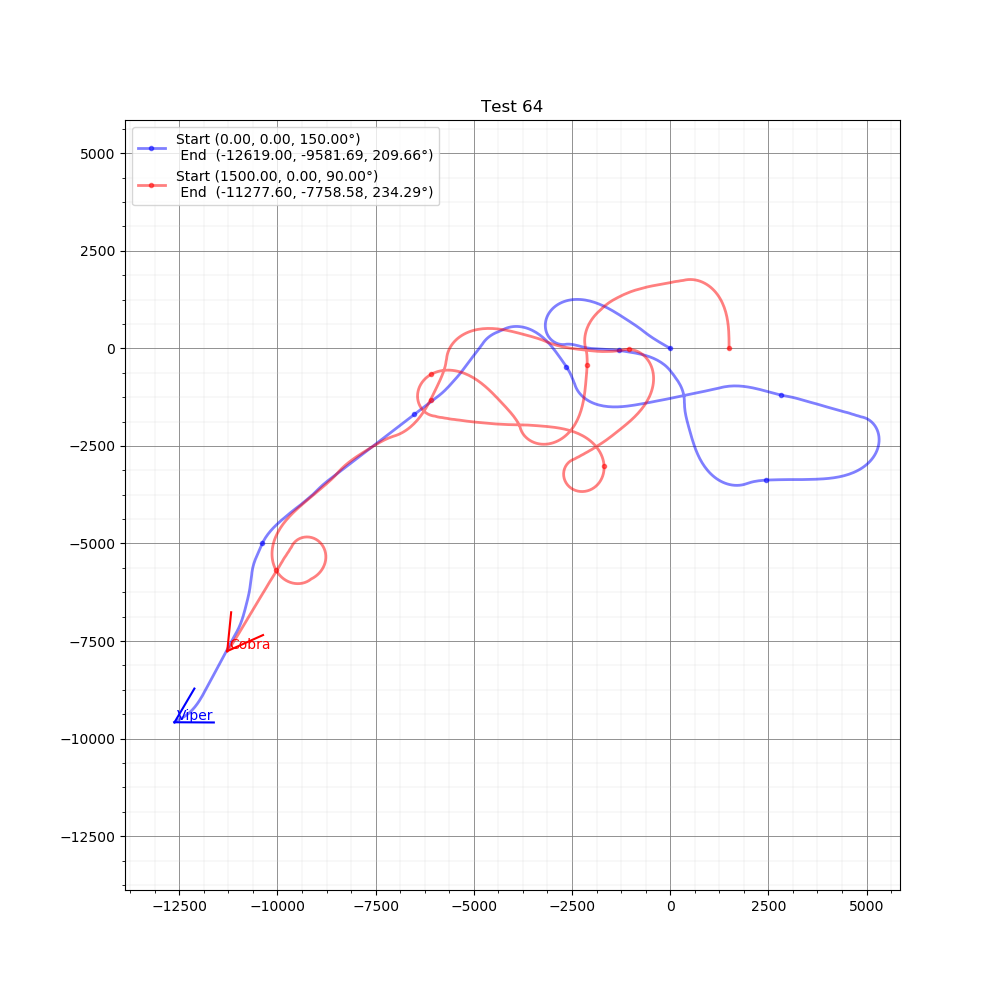 Test 64
Start (0.00, 0.00, 150.00°)
End  (-12619.00, -9581.69, 209.66°)
Start (1500.00, 0.00, 90.00°)
End  (-11277.60, -7758.58, 234.29°)
5000
2500
0
−2500
−5000
−7500
−10000
−12500
Cobra
Viper
−12500
−10000
−7500
−5000
−2500
0
2500
5000